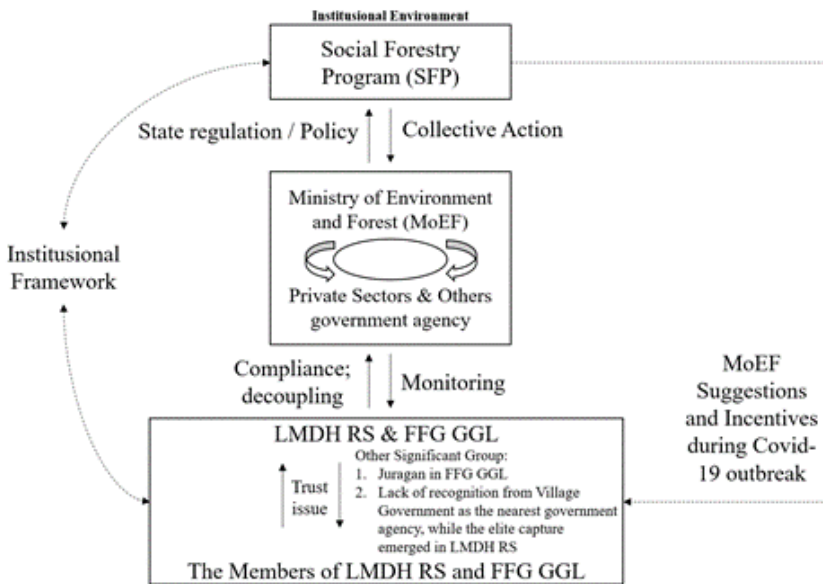 Institutional Environment
Social Forestry
Program (SFP)
State regulation / Policy
Collective Action
Ministry of Environment
and Forest (MoEF)
Private Sectors & Others
government agency
Institusional
Framework
Compliance;
decoupling
Monitoring
MoEF
Suggestions
and Incentives
during Covid-
19 outbreak
LMDH RS & FFG GGL
Trust
issue
Other Significant Group:
1. Juragan in FFG GGL
2. Lack of recognition from Village
Government as the nearest government
agency, while the elite capture
emerged in LMDH RS
The Members of LMDH RS and FFG GGL